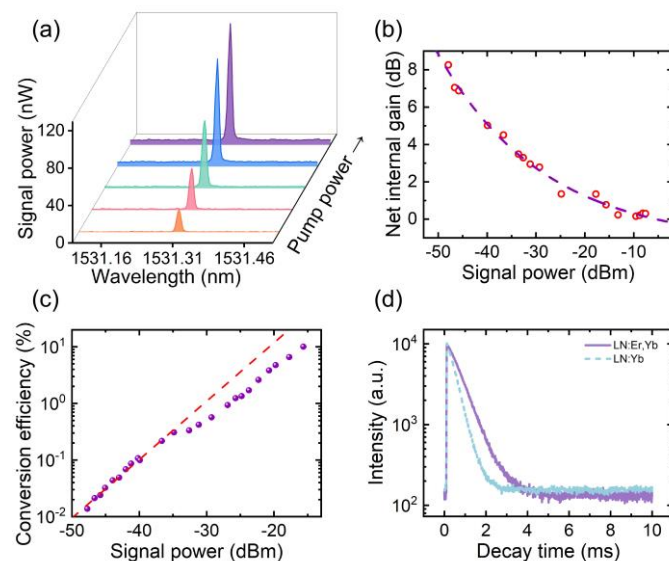 (a)
Signal power (nW)
120
80
40
0
1531.16
1531.31
1531.46
Wavelength (nm)
Pump power →
(b)
Net internal gain (dB)
8
6
4
2
0
-50
-40
-30
-20
-10
0
Signal power (dBm)
(c)
Conversion efficiency (%)
10¹
10⁰
10⁻¹
10⁻²
-50
-40
-30
-20
Signal power (dBm)
(d)
Intensity (a.u.)
10⁴
10³
10²
LN:Er,Yb
LN:Yb
0
2
4
6
8
10
Decay time (ms)